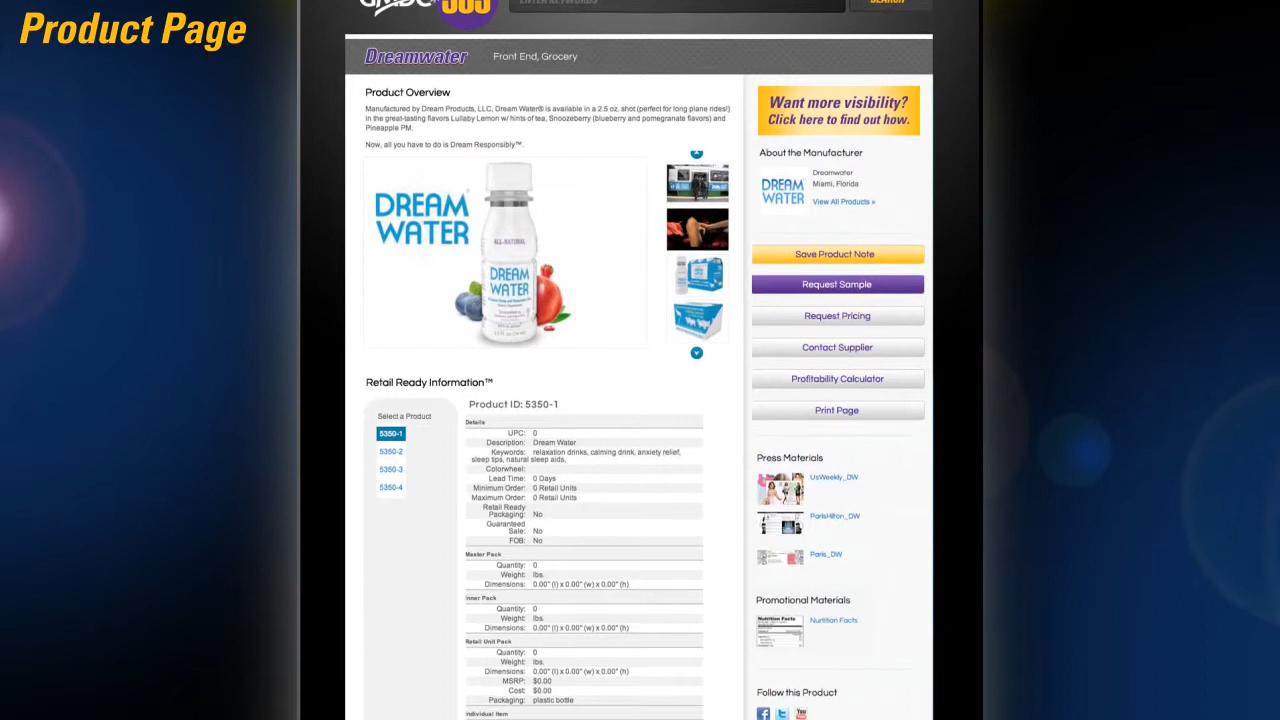 Product Page
GMDC 365
ENTER KEYWORDS
SEARCH
Dreamwater
Front End, Grocery
Product Overview
Manufactured by Dream Products, LLC, Dream Water® is available in a 2.5 oz. shot (perfect for long plane rides!)
in the great-tasting flavors Lullaby Lemon w/ hints of tea, Snoozeberry (blueberry and pomegranate flavors) and
Pineapple PM.
Now, all you have to do is Dream Responsibly™.
DREAM
WATER®
ALL-NATURAL
DREAM
WATER
Retail Ready Information™
Select a Product
5350-1
5350-2
5350-3
5350-4
Product ID: 5350-1
Details
UPC: 0
Description: Dream Water
Keywords: relaxation drinks, calming drink, anxiety relief,
sleep tips, natural sleep aids,
Colorwheel:
Lead Time: 0 Days
Minimum Order: 0 Retail Units
Maximum Order: 0 Retail Units
Retail Ready
Packaging: No
Guaranteed
Sale: No
FOB: No
Master Pack
Quantity: 0
Weight: lbs.
Dimensions: 0.00" (l) x 0.00" (w) x 0.00" (h)
Inner Pack
Quantity: 0
Weight: lbs.
Dimensions: 0.00" (l) x 0.00" (w) x 0.00" (h)
Retail Unit Pack
Quantity: 0
Weight: lbs.
Dimensions: 0.00" (l) x 0.00" (w) x 0.00" (h)
MSRP: $0.00
Cost: $0.00
Packaging: plastic bottle
Individual Item
Want more visibility?
Click here to find out how.
About the Manufacturer
DREAM
WATER
Dreamwater
Miami, Florida
View All Products »
Save Product Note
Request Sample
Request Pricing
Contact Supplier
Profitability Calculator
Print Page
Press Materials
UsWeekly_DW
ParisHilton_DW
Paris_DW
Promotional Materials
Nutrition Facts
Nurtition Facts
Follow this Product
You